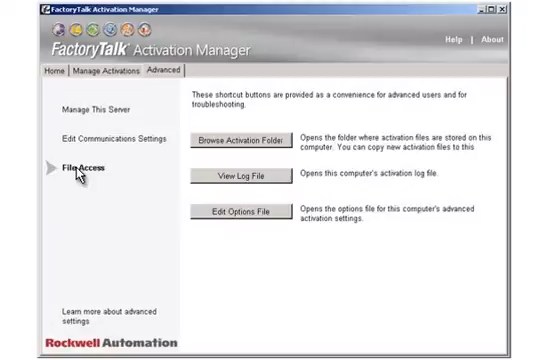 FactoryTalk Activation Manager
FactoryTalk Activation Manager
Help | About
Home Manage Activations Advanced
These shortcut buttons are provided as a convenience for advanced users and for
troubleshooting.
Manage This Server
Edit Communications Settings
File Access
Browse Activation Folder
Opens the folder where activation files are stored on this
computer. You can copy new activation files to this
View Log File
Opens this computer's activation log file.
Edit Options File
Opens the options file for this computer's advanced
activation settings.
Learn more about advanced
settings
Rockwell Automation